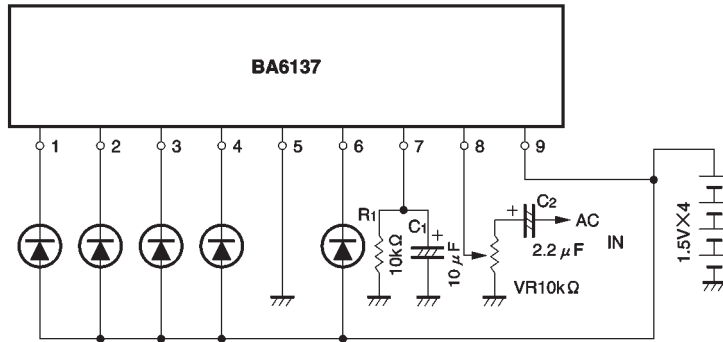 BA6137
1 2 3 4 5 6 7 8 9
R1
10kΩ
C1
+
10 μF
+ C2
2.2 μF
AC
IN
VR10kΩ
1.5V×4